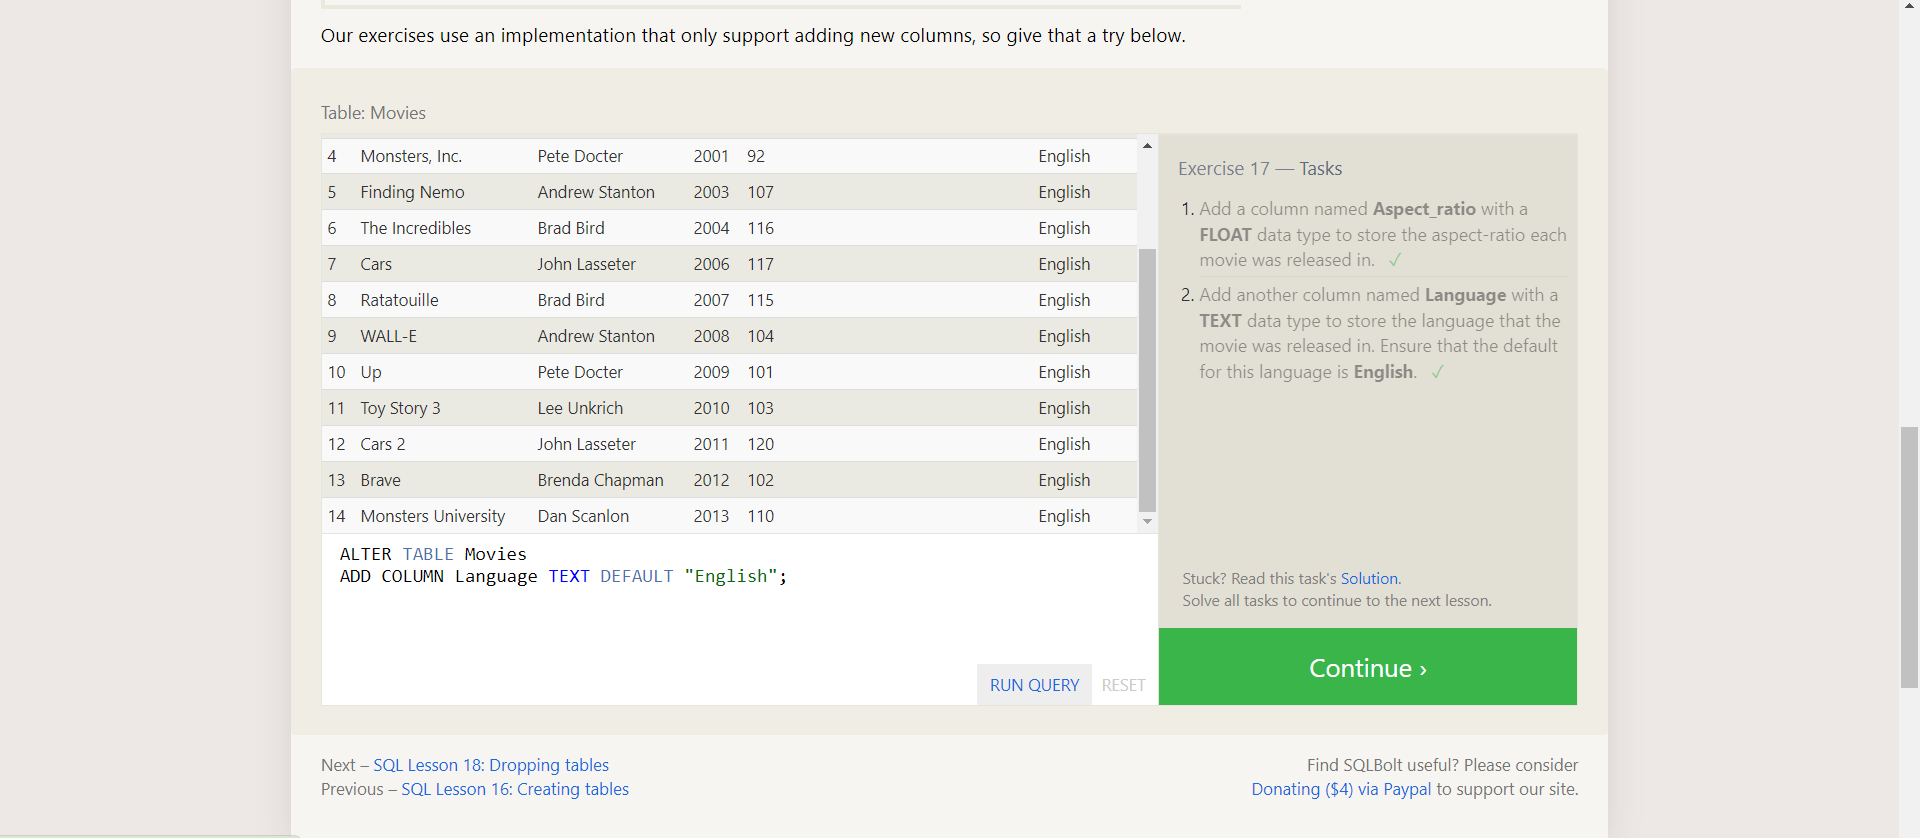 Our exercises use an implementation that only support adding new columns, so give that a try below.
Table: Movies
4 Monsters, Inc. Pete Docter 2001 92 English
5 Finding Nemo Andrew Stanton 2003 107 English
6 The Incredibles Brad Bird 2004 116 English
7 Cars John Lasseter 2006 117 English
8 Ratatouille Brad Bird 2007 115 English
9 WALL-E Andrew Stanton 2008 104 English
10 Up Pete Docter 2009 101 English
11 Toy Story 3 Lee Unkrich 2010 103 English
12 Cars 2 John Lasseter 2011 120 English
13 Brave Brenda Chapman 2012 102 English
14 Monsters University Dan Scanlon 2013 110 English
ALTER TABLE Movies
ADD COLUMN Language TEXT DEFAULT "English";
RUN QUERY RESET
Exercise 17 — Tasks
1. Add a column named Aspect_ratio with a
FLOAT data type to store the aspect-ratio each
movie was released in. ✓
2. Add another column named Language with a
TEXT data type to store the language that the
movie was released in. Ensure that the default
for this language is English. ✓
Stuck? Read this task's Solution.
Solve all tasks to continue to the next lesson.
Continue ›
Next – SQL Lesson 18: Dropping tables
Previous – SQL Lesson 16: Creating tables
Find SQLBolt useful? Please consider
Donating ($4) via Paypal to support our site.